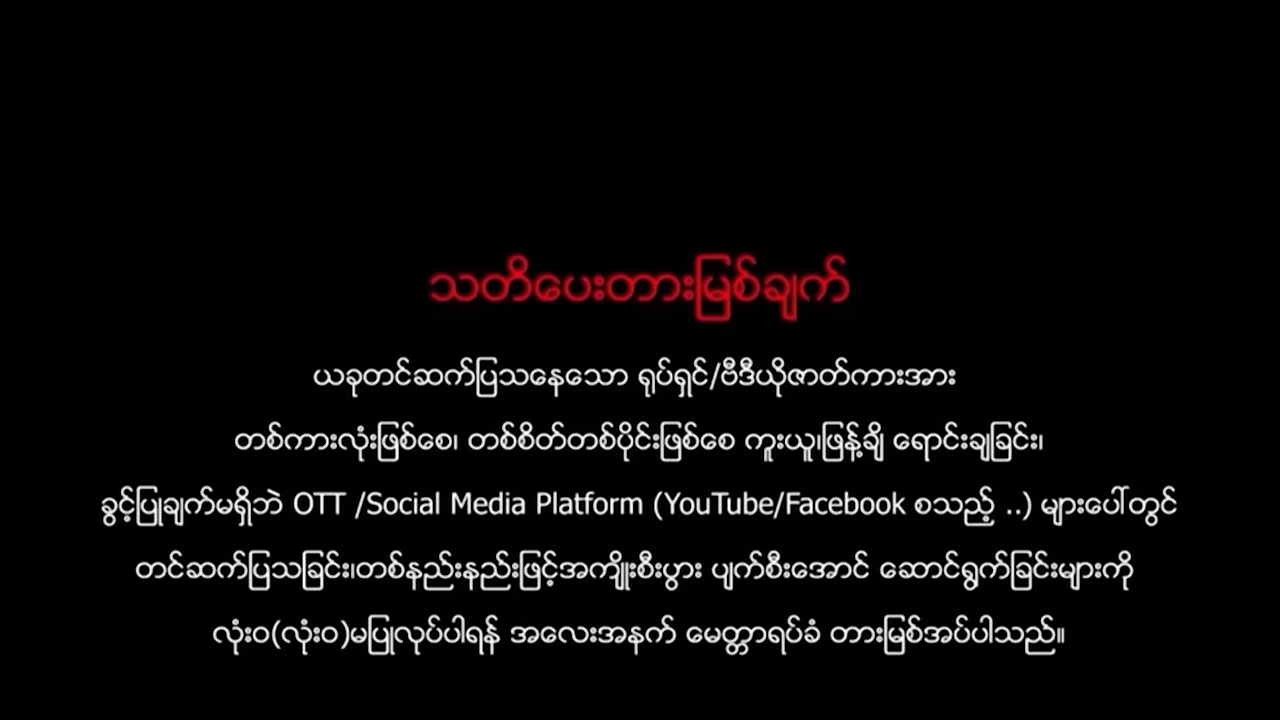 သတိပေးတားမြစ်ချက်
ယခုတင်ဆက်ပြသနေသော ရုပ်ရှင်/ဗီဒီယိုဇာတ်ကားအား
တစ်ကားလုံးဖြစ်စေ၊ တစ်စိတ်တစ်ပိုင်းဖြစ်စေ ကူးယူ၊ဖြန့်ချိ ရောင်းချခြင်း၊
ခွင့်ပြုချက်မရှိဘဲ OTT /Social Media Platform (YouTube/Facebook စသည့် ..) များပေါ်တွင်
တင်ဆက်ပြသခြင်း၊တစ်နည်းနည်းဖြင့်အကျိုးစီးပွား ပျက်စီးအောင် ဆောင်ရွက်ခြင်းများကို
လုံးဝ(လုံးဝ)မပြုလုပ်ပါရန် အလေးအနက် မေတ္တာရပ်ခံ တားမြစ်အပ်ပါသည်။